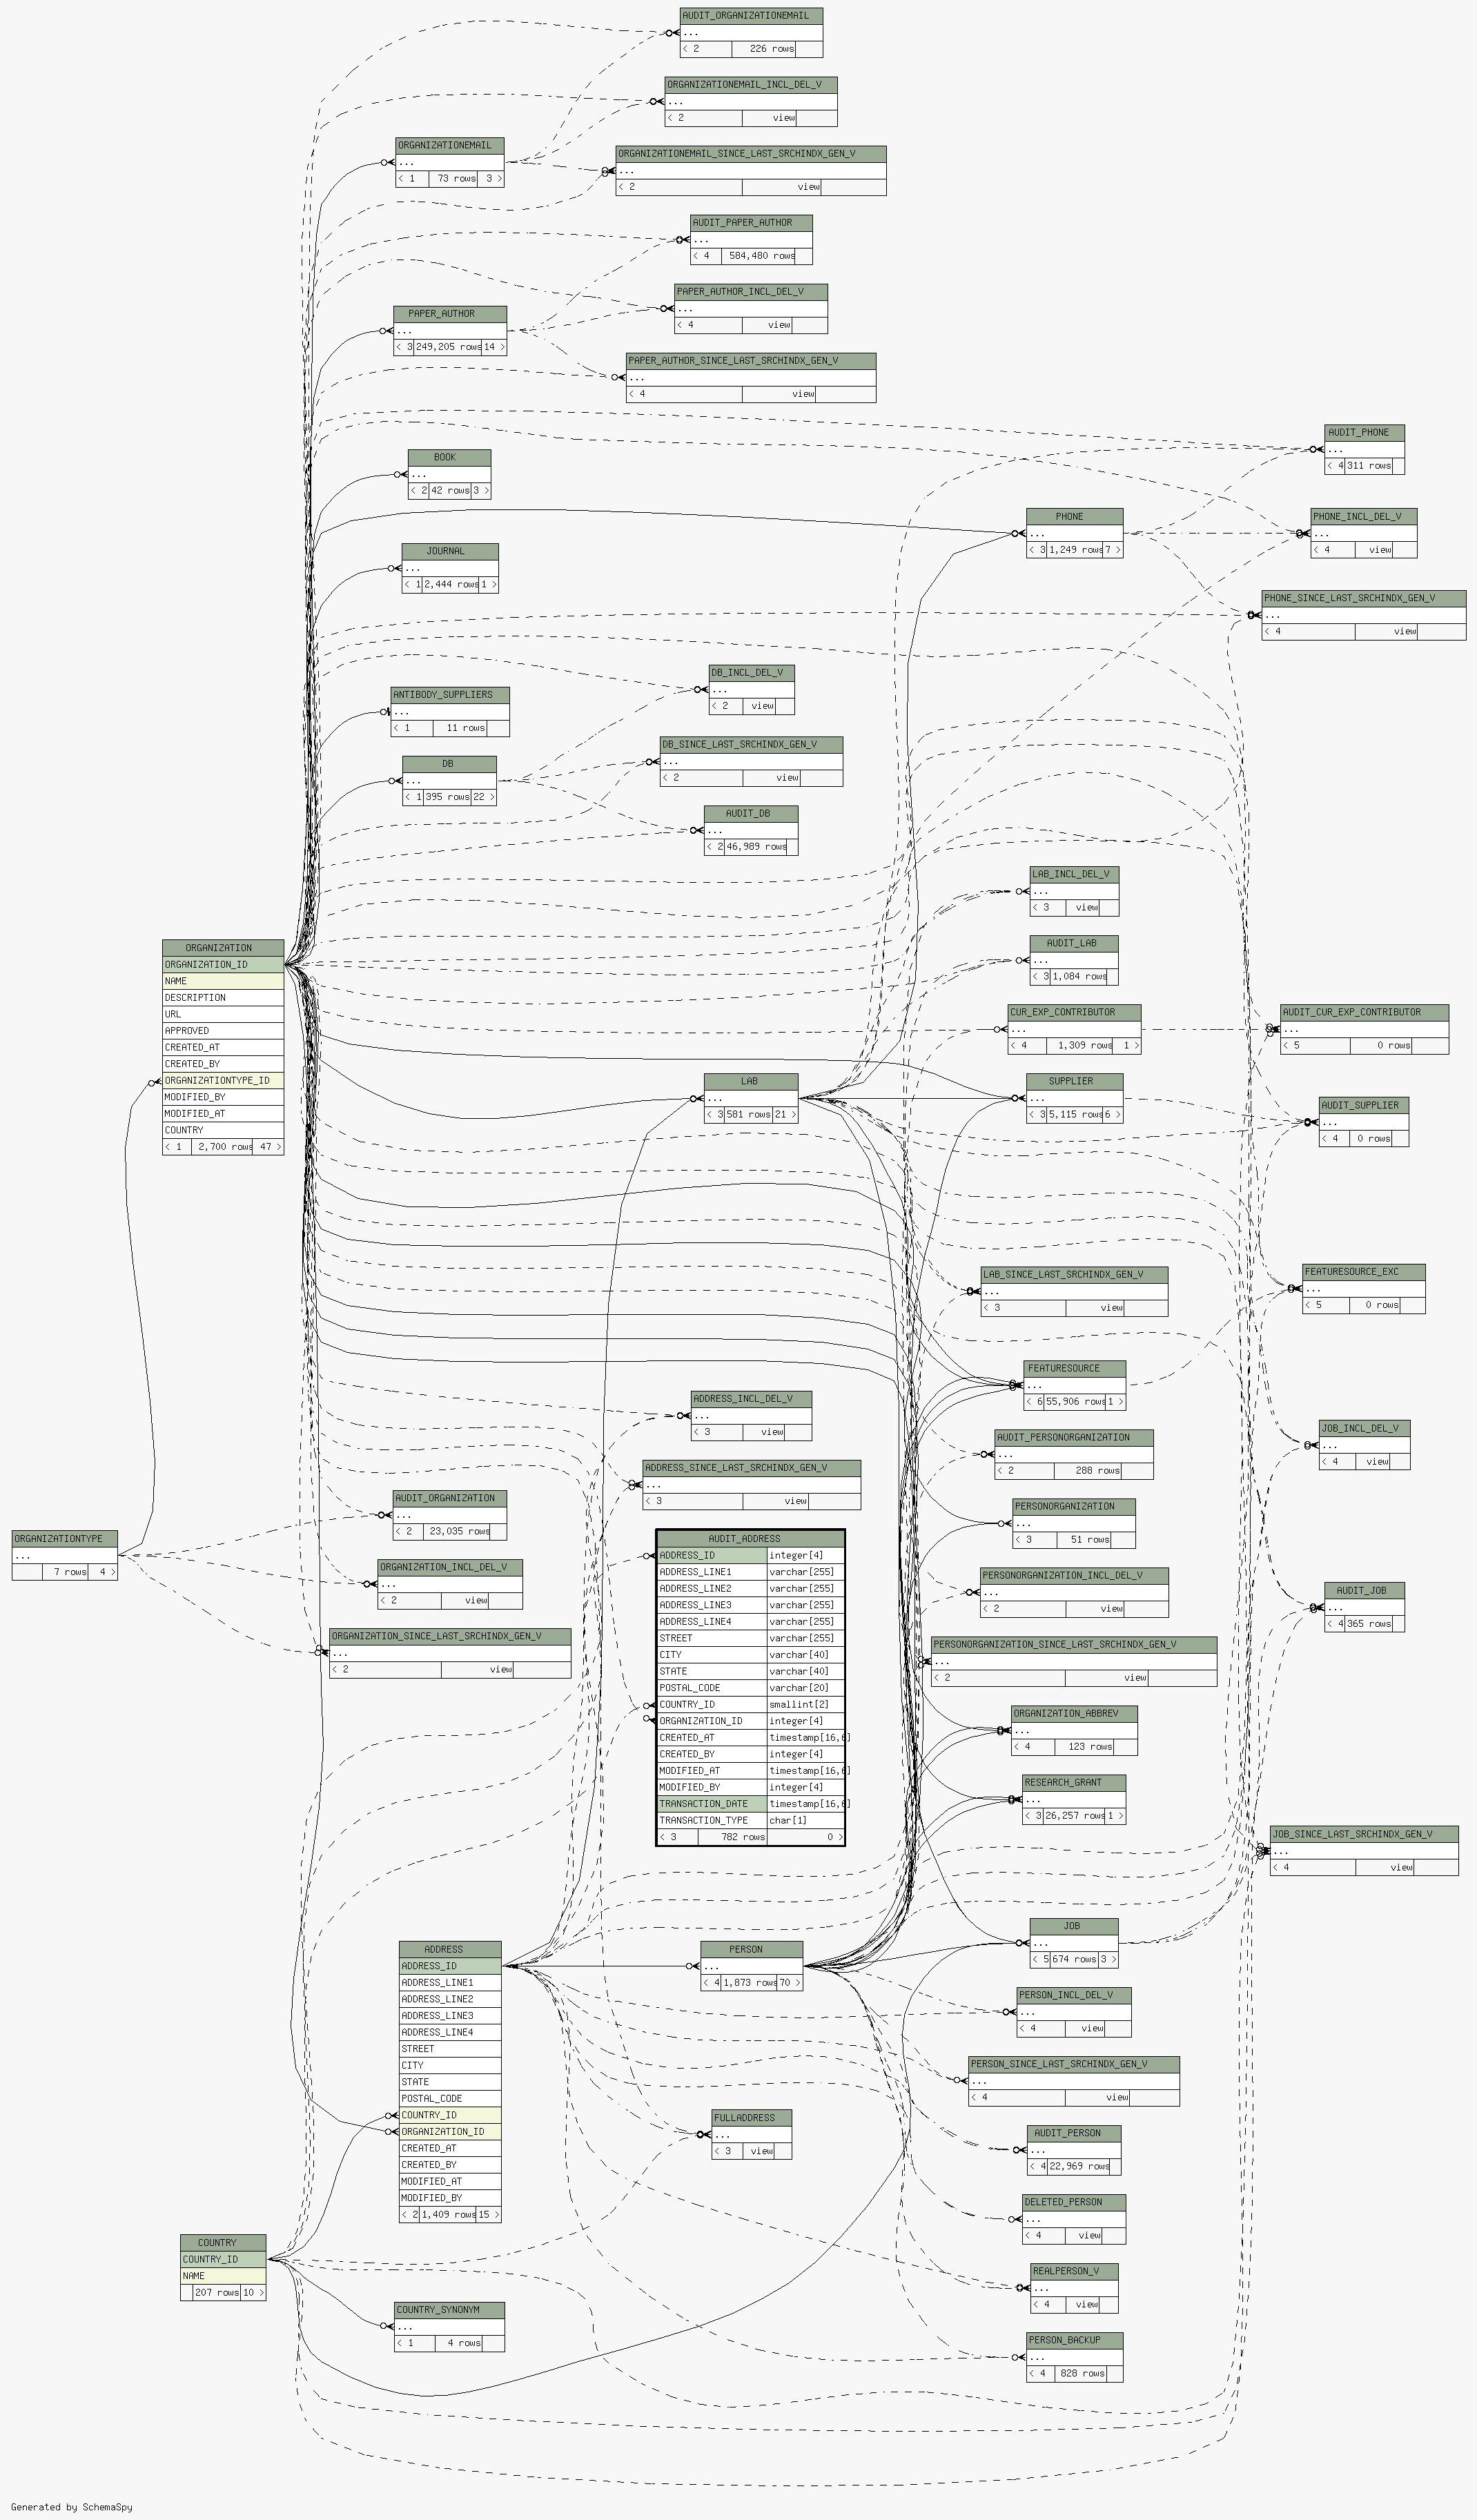 AUDIT_ORGANIZATIONEMAIL
...
< 2 226 rows
ORGANIZATIONEMAIL_INCL_DEL_V
...
< 2 view
ORGANIZATIONEMAIL
...
< 1 73 rows 3 >
ORGANIZATIONEMAIL_SINCE_LAST_SRCHINDX_GEN_V
...
< 2 view
AUDIT_PAPER_AUTHOR
...
< 4 584,480 rows
PAPER_AUTHOR_INCL_DEL_V
...
< 4 view
PAPER_AUTHOR
...
< 3 249,205 rows 14 >
PAPER_AUTHOR_SINCE_LAST_SRCHINDX_GEN_V
...
< 4 view
AUDIT_PHONE
...
< 4 311 rows
BOOK
...
< 2 42 rows 3 >
PHONE
...
< 3 1,249 rows 7 >
PHONE_INCL_DEL_V
...
< 4 view
JOURNAL
...
< 1 2,444 rows 1 >
PHONE_SINCE_LAST_SRCHINDX_GEN_V
...
< 4 view
DB_INCL_DEL_V
...
< 2 view
ANTIBODY_SUPPLIERS
...
< 1 11 rows
DB_SINCE_LAST_SRCHINDX_GEN_V
...
< 2 view
DB
...
< 1 395 rows 22 >
AUDIT_DB
...
< 2 46,989 rows
LAB_INCL_DEL_V
...
< 3 view
AUDIT_LAB
...
< 3 1,084 rows
ORGANIZATION
ORGANIZATION_ID
NAME
DESCRIPTION
URL
APPROVED
CREATED_AT
CREATED_BY
ORGANIZATIONTYPE_ID
MODIFIED_BY
MODIFIED_AT
COUNTRY
< 1 2,700 rows 47 >
CUR_EXP_CONTRIBUTOR
...
< 4 1,309 rows 1 >
AUDIT_CUR_EXP_CONTRIBUTOR
...
< 5 0 rows
LAB
...
< 3 581 rows 21 >
SUPPLIER
...
< 3 5,115 rows 6 >
AUDIT_SUPPLIER
...
< 4 0 rows
LAB_SINCE_LAST_SRCHINDX_GEN_V
...
< 3 view
FEATURESOURCE_EXC
...
< 5 0 rows
FEATURESOURCE
...
< 6 55,906 rows 1 >
ADDRESS_INCL_DEL_V
...
< 3 view
AUDIT_PERSONORGANIZATION
...
< 2 288 rows
JOB_INCL_DEL_V
...
< 4 view
ADDRESS_SINCE_LAST_SRCHINDX_GEN_V
...
< 3 view
AUDIT_ORGANIZATION
...
< 2 23,035 rows
PERSONORGANIZATION
...
< 3 51 rows
ORGANIZATIONTYPE
...
7 rows 4 >
ORGANIZATION_INCL_DEL_V
...
< 2 view
PERSONORGANIZATION_INCL_DEL_V
...
< 2 view
AUDIT_JOB
...
< 4 365 rows
ORGANIZATION_SINCE_LAST_SRCHINDX_GEN_V
...
< 2 view
PERSONORGANIZATION_SINCE_LAST_SRCHINDX_GEN_V
...
< 2 view
AUDIT_ADDRESS
ADDRESS_ID integer[4]
ADDRESS_LINE1 varchar[255]
ADDRESS_LINE2 varchar[255]
ADDRESS_LINE3 varchar[255]
ADDRESS_LINE4 varchar[255]
STREET varchar[255]
CITY varchar[40]
STATE varchar[40]
POSTAL_CODE varchar[20]
COUNTRY_ID smallint[2]
ORGANIZATION_ID integer[4]
CREATED_AT timestamp[16,6]
CREATED_BY integer[4]
MODIFIED_AT timestamp[16,6]
MODIFIED_BY integer[4]
TRANSACTION_DATE timestamp[16,6]
TRANSACTION_TYPE char[1]
< 3 782 rows 0 >
ORGANIZATION_ABBREV
...
< 4 123 rows
RESEARCH_GRANT
...
< 3 26,257 rows 1 >
JOB_SINCE_LAST_SRCHINDX_GEN_V
...
< 4 view
JOB
...
< 5 674 rows 3 >
PERSON
...
< 4 1,873 rows 70 >
ADDRESS
ADDRESS_ID
ADDRESS_LINE1
ADDRESS_LINE2
ADDRESS_LINE3
ADDRESS_LINE4
STREET
CITY
STATE
POSTAL_CODE
COUNTRY_ID
ORGANIZATION_ID
CREATED_AT
CREATED_BY
MODIFIED_AT
MODIFIED_BY
< 2 1,409 rows 15 >
PERSON_INCL_DEL_V
...
< 4 view
PERSON_SINCE_LAST_SRCHINDX_GEN_V
...
< 4 view
FULLADDRESS
...
< 3 view
AUDIT_PERSON
...
< 4 22,969 rows
DELETED_PERSON
...
< 4 view
COUNTRY
COUNTRY_ID
NAME
207 rows 10 >
REALPERSON_V
...
< 4 view
COUNTRY_SYNONYM
...
< 1 4 rows
PERSON_BACKUP
...
< 4 828 rows
Generated by SchemaSpy